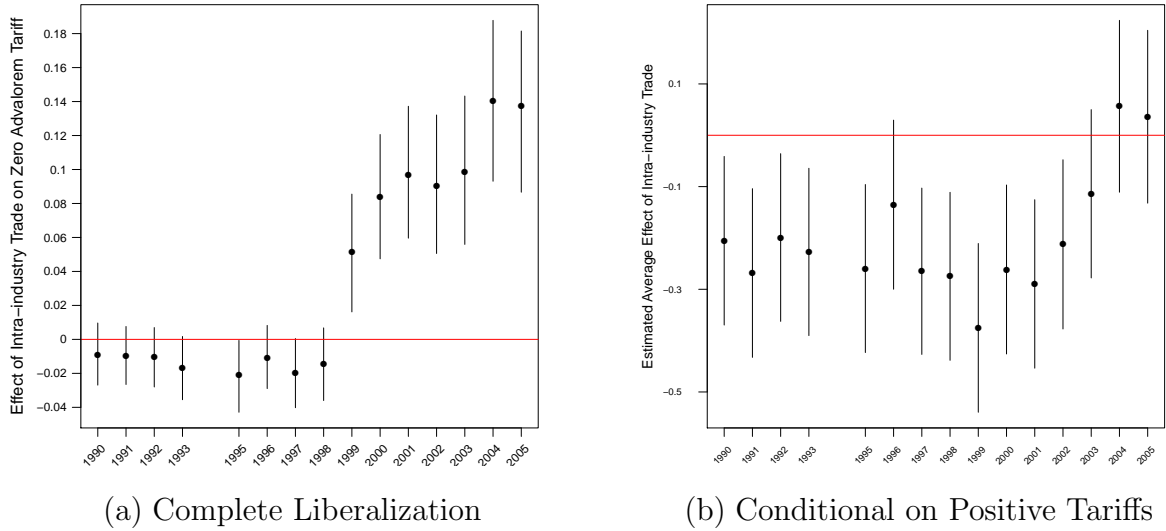 Effect of Intra−industry Trade on Zero Advalorem Tariff
0.18
0.16
0.14
0.12
0.1
0.08
0.06
0.04
0.02
0
−0.02
−0.04
1990 1991 1992 1993 1995 1996 1997 1998 1999 2000 2001 2002 2003 2004 2005
(a) Complete Liberalization
Estimated Average Effect of Intra−industry Trade
0.1
−0.1
−0.3
−0.5
1990 1991 1992 1993 1995 1996 1997 1998 1999 2000 2001 2002 2003 2004 2005
(b) Conditional on Positive Tariffs